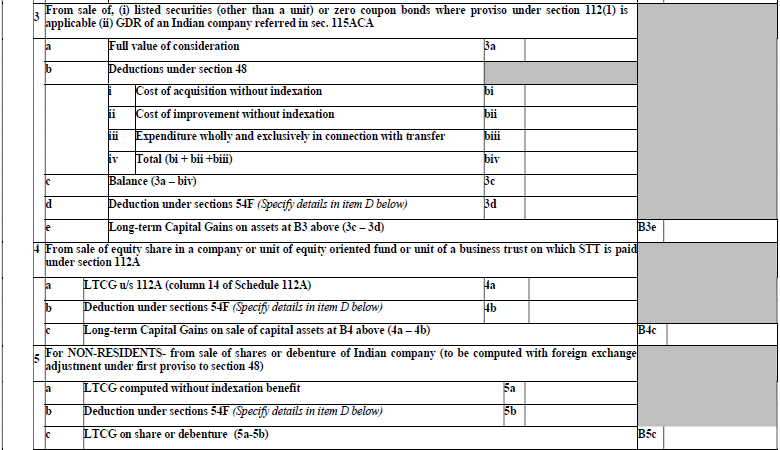 3 From sale of, (i) listed securities (other than a unit) or zero coupon bonds where proviso under section 112(1) is
applicable (ii) GDR of an Indian company referred in sec. 115ACA
a Full value of consideration 3a
b Deductions under section 48
i Cost of acquisition without indexation bi
ii Cost of improvement without indexation bii
iii Expenditure wholly and exclusively in connection with transfer biii
iv Total (bi + bii +biii) biv
c Balance (3a – biv) 3c
d Deduction under sections 54F (Specify details in item D below) 3d
e Long-term Capital Gains on assets at B3 above (3c – 3d) B3e
4 From sale of equity share in a company or unit of equity oriented fund or unit of a business trust on which STT is paid
under section 112A
a LTCG u/s 112A (column 14 of Schedule 112A) 4a
b Deduction under sections 54F (Specify details in item D below) 4b
c Long-term Capital Gains on sale of capital assets at B4 above (4a – 4b) B4c
5 For NON-RESIDENTS- from sale of shares or debenture of Indian company (to be computed with foreign exchange
adjustment under first proviso to section 48)
a LTCG computed without indexation benefit 5a
b Deduction under sections 54F (Specify details in item D below) 5b
c LTCG on share or debenture (5a-5b) B5c